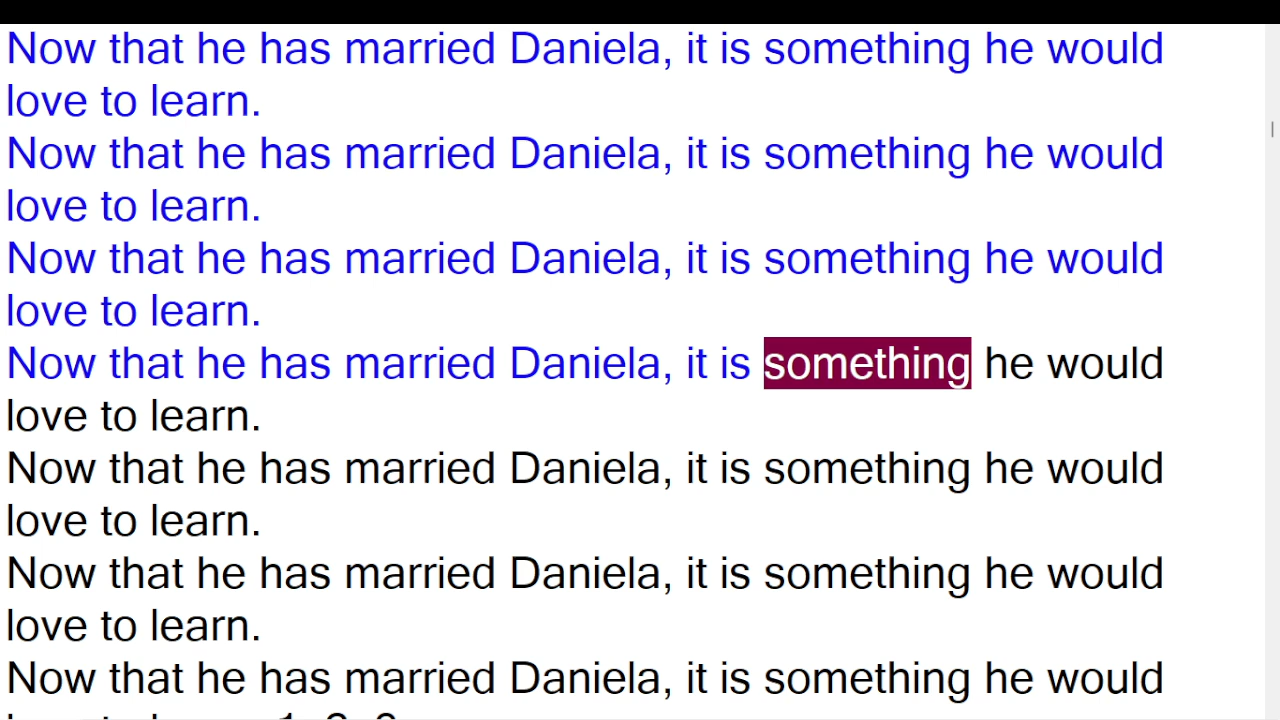 Now that he has married Daniela, it is something he would
love to learn.
Now that he has married Daniela, it is something he would
love to learn.
Now that he has married Daniela, it is something he would
love to learn.
Now that he has married Daniela, it is something he would
love to learn.
Now that he has married Daniela, it is something he would
love to learn.
Now that he has married Daniela, it is something he would
love to learn.
Now that he has married Daniela, it is something he would